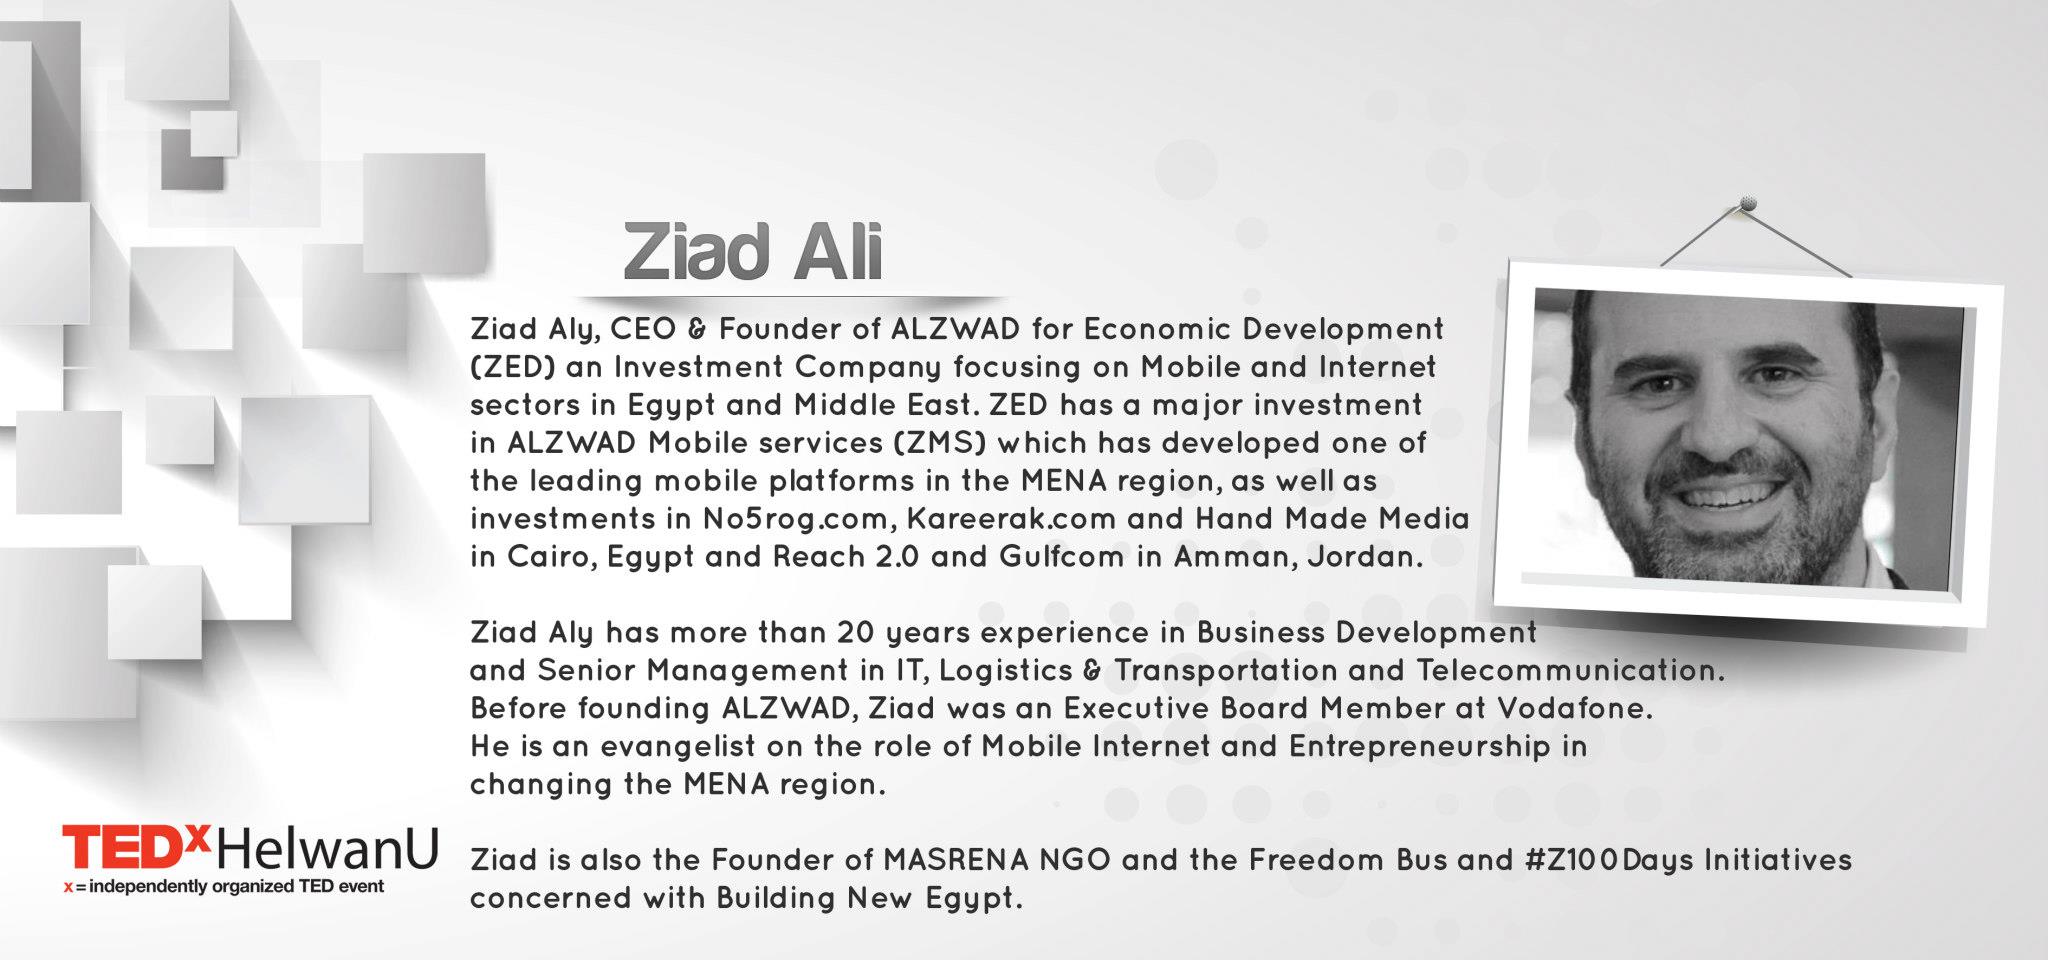 Ziad Ali
Ziad Aly, CEO & Founder of ALZWAD for Economic Development
(ZED) an Investment Company focusing on Mobile and Internet
sectors in Egypt and Middle East. ZED has a major investment
in ALZWAD Mobile services (ZMS) which has developed one of
the leading mobile platforms in the MENA region, as well as
investments in No5rog.com, Kareerak.com and Hand Made Media
in Cairo, Egypt and Reach 2.0 and Gulfcom in Amman, Jordan.
Ziad Aly has more than 20 years experience in Business Development
and Senior Management in IT, Logistics & Transportation and Telecommunication.
Before founding ALZWAD, Ziad was an Executive Board Member at Vodafone.
He is an evangelist on the role of Mobile Internet and Entrepreneurship in
changing the MENA region.
Ziad is also the Founder of MASRENA NGO and the Freedom Bus and #Z100Days Initiatives
concerned with Building New Egypt.
TEDxHelwanU
x = independently organized TED event